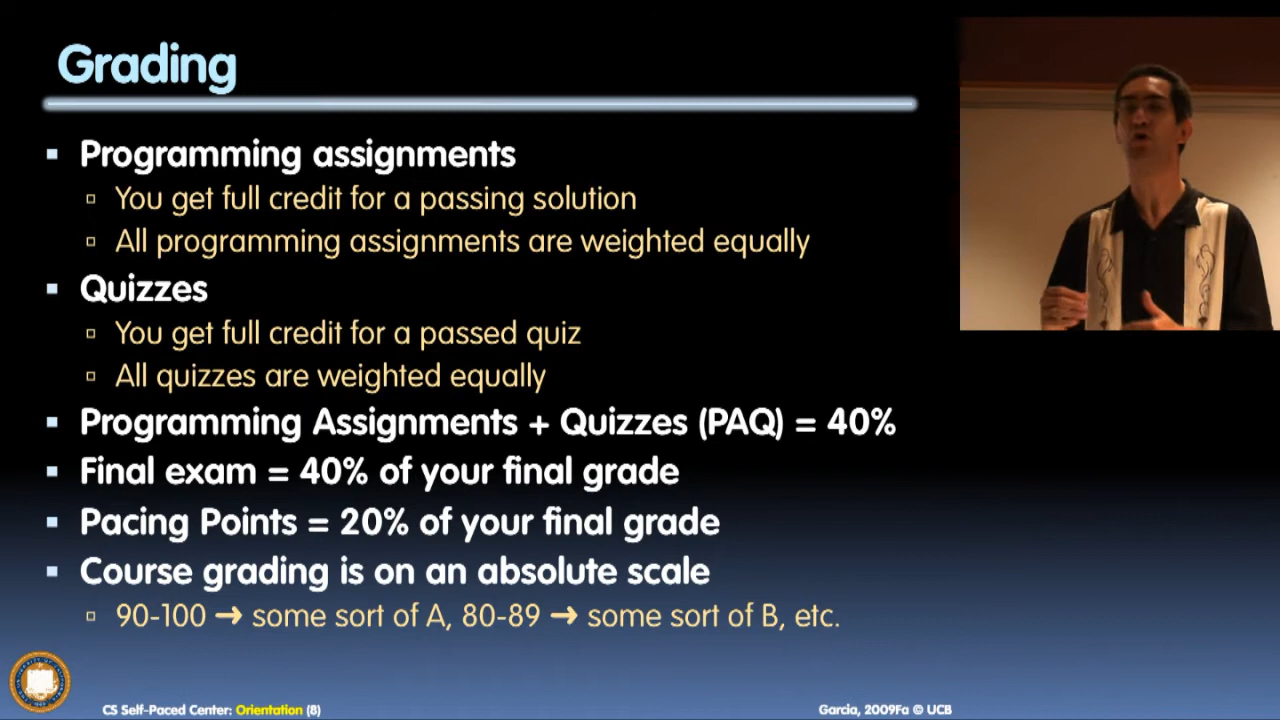 Grading
Programming assignments
You get full credit for a passing solution
All programming assignments are weighted equally
Quizzes
You get full credit for a passed quiz
All quizzes are weighted equally
Programming Assignments + Quizzes (PAQ) = 40%
Final exam = 40% of your final grade
Pacing Points = 20% of your final grade
Course grading is on an absolute scale
90-100 ➔ some sort of A, 80-89 ➔ some sort of B, etc.
CS Self-Paced Center: Orientation (8)
Garcia, 2009Fa © UCB